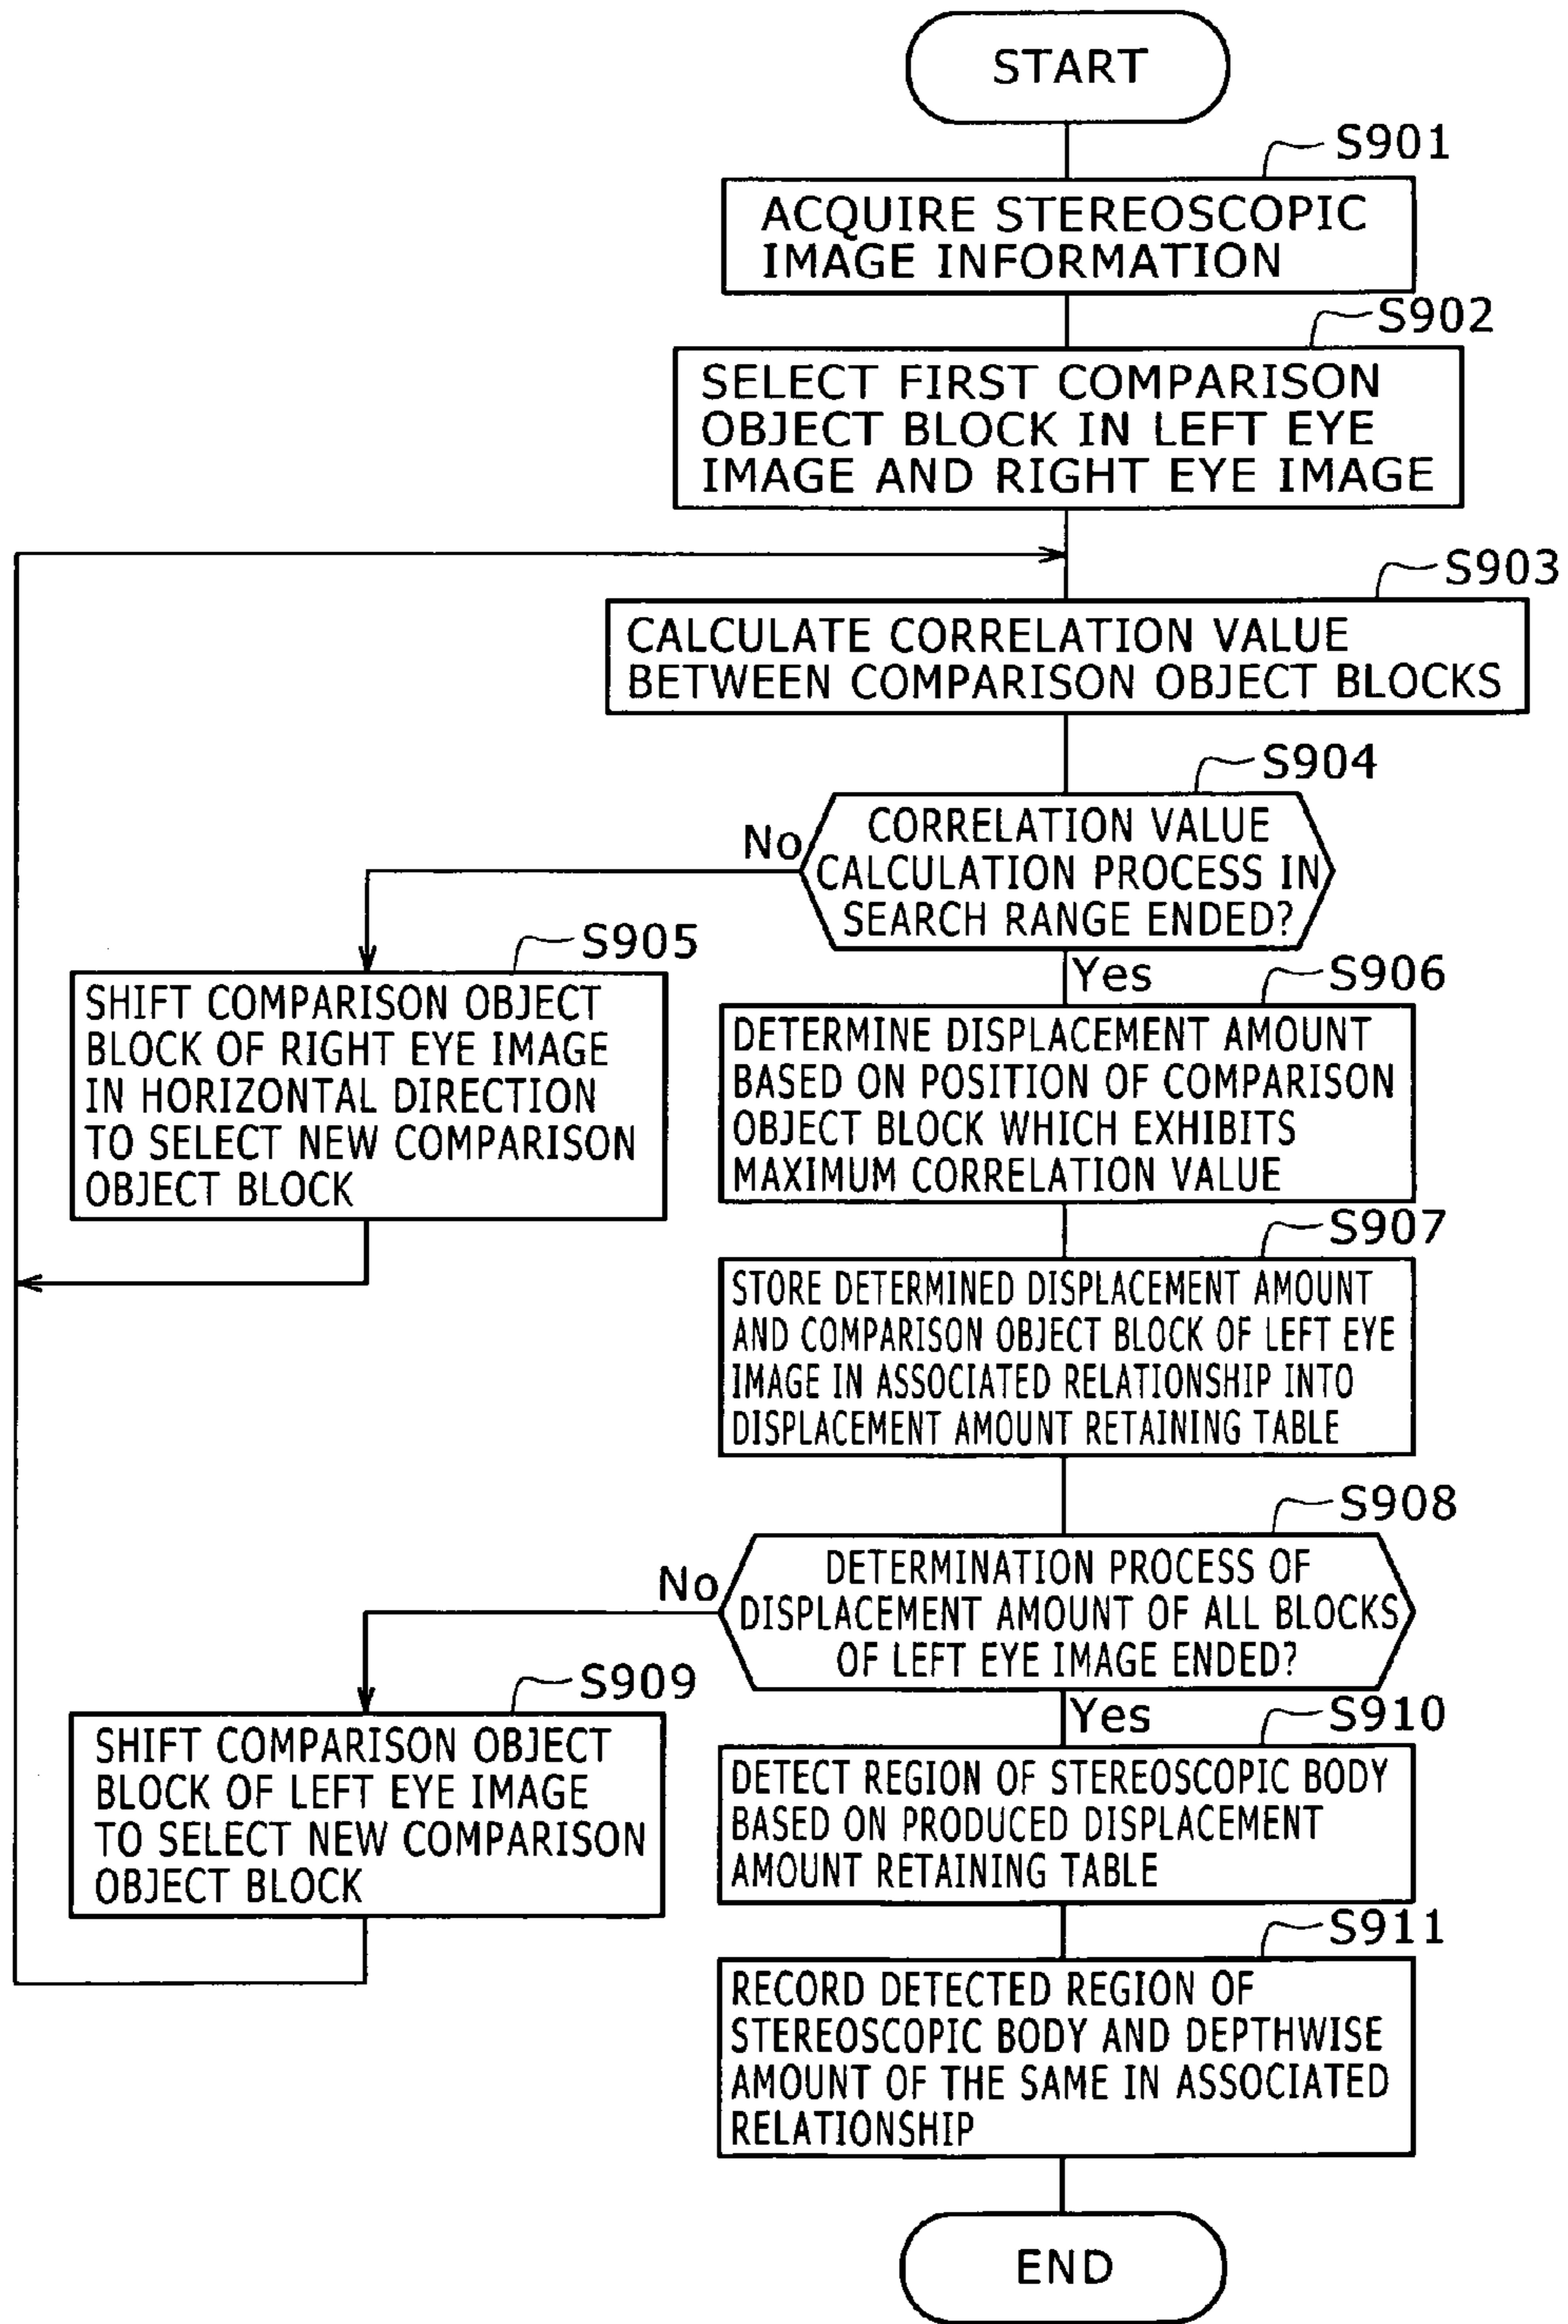 START
S901
ACQUIRE STEREOSCOPIC
IMAGE INFORMATION
S902
SELECT FIRST COMPARISON
OBJECT BLOCK IN LEFT EYE
IMAGE AND RIGHT EYE IMAGE
S903
CALCULATE CORRELATION VALUE
BETWEEN COMPARISON OBJECT BLOCKS
S904
CORRELATION VALUE
CALCULATION PROCESS IN
SEARCH RANGE ENDED?
No
S905
SHIFT COMPARISON OBJECT
BLOCK OF RIGHT EYE IMAGE
IN HORIZONTAL DIRECTION
TO SELECT NEW COMPARISON
OBJECT BLOCK
Yes
S906
DETERMINE DISPLACEMENT AMOUNT
BASED ON POSITION OF COMPARISON
OBJECT BLOCK WHICH EXHIBITS
MAXIMUM CORRELATION VALUE
S907
STORE DETERMINED DISPLACEMENT AMOUNT
AND COMPARISON OBJECT BLOCK OF LEFT EYE
IMAGE IN ASSOCIATED RELATIONSHIP INTO
DISPLACEMENT AMOUNT RETAINING TABLE
S908
DETERMINATION PROCESS OF
DISPLACEMENT AMOUNT OF ALL BLOCKS
OF LEFT EYE IMAGE ENDED?
No
S909
SHIFT COMPARISON OBJECT
BLOCK OF LEFT EYE IMAGE
TO SELECT NEW COMPARISON
OBJECT BLOCK
Yes
S910
DETECT REGION OF STEREOSCOPIC BODY
BASED ON PRODUCED DISPLACEMENT
AMOUNT RETAINING TABLE
S911
RECORD DETECTED REGION OF
STEREOSCOPIC BODY AND DEPTHWISE
AMOUNT OF THE SAME IN ASSOCIATED
RELATIONSHIP
END